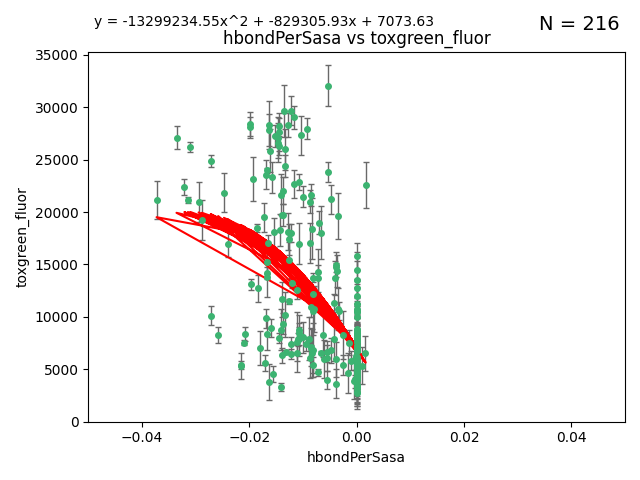 y = -13299234.55x^2 + -829305.93x + 7073.63
N = 216
hbondPerSasa vs toxgreen_fluor
35000
30000
25000
20000
15000
10000
5000
0
toxgreen_fluor
−0.04
−0.02
0.00
0.02
0.04
hbondPerSasa